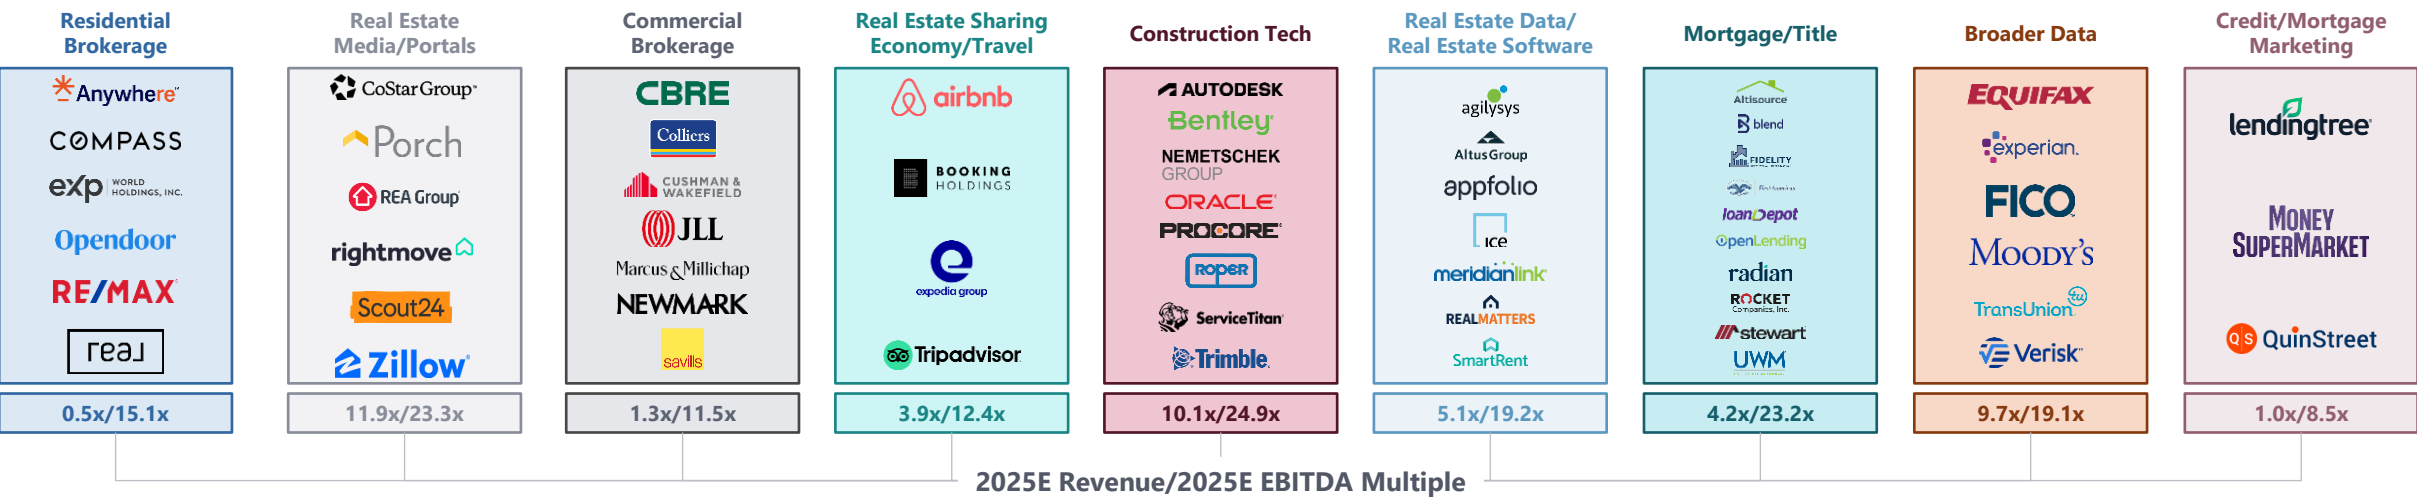 Residential
Brokerage
Anywhere
COMPASS
eXp WORLD
HOLDINGS, INC.
Opendoor
RE/MAX
real
0.5x/15.1x
Real Estate
Media/Portals
CoStar Group
Porch
REA Group
rightmove
Scout24
Zillow
11.9x/23.3x
Commercial
Brokerage
CBRE
Colliers
CUSHMAN &
WAKEFIELD
JLL
Marcus & Millichap
NEWMARK
savills
1.3x/11.5x
Real Estate Sharing
Economy/Travel
airbnb
BOOKING
HOLDINGS
expedia group
Tripadvisor
3.9x/12.4x
Construction Tech
AUTODESK
Bentley
NEMETSCHEK
GROUP
ORACLE
PROCORE
ROPER
ServiceTitan
Trimble
10.1x/24.9x
Real Estate Data/
Real Estate Software
agilysys
Altus Group
appfolio
ICE
meridianlink
REALMATTERS
SmartRent
5.1x/19.2x
Mortgage/Title
Altisource
blend
FIDELITY
First American
loanDepot
OpenLending
radian
ROCKET
Companies, Inc.
stewart
UWM
4.2x/23.2x
Broader Data
EQUIFAX
experian.
FICO
MOODY'S
TransUnion tu
Verisk
9.7x/19.1x
Credit/Mortgage
Marketing
lendingtree
MONEY
SUPERMARKET
QS QuinStreet
1.0x/8.5x
2025E Revenue/2025E EBITDA Multiple